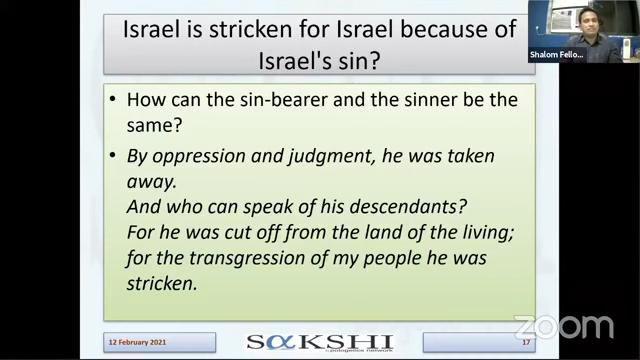 Israel is stricken for Israel because of
Israel's sin?
Shalom Fello...
• How can the sin-bearer and the sinner be the
same?
• By oppression and judgment, he was taken
away.
And who can speak of his descendants?
For he was cut off from the land of the living;
for the transgression of my people he was
stricken.
12 February 2021
SαKSHI
apologetics network
17
zoom